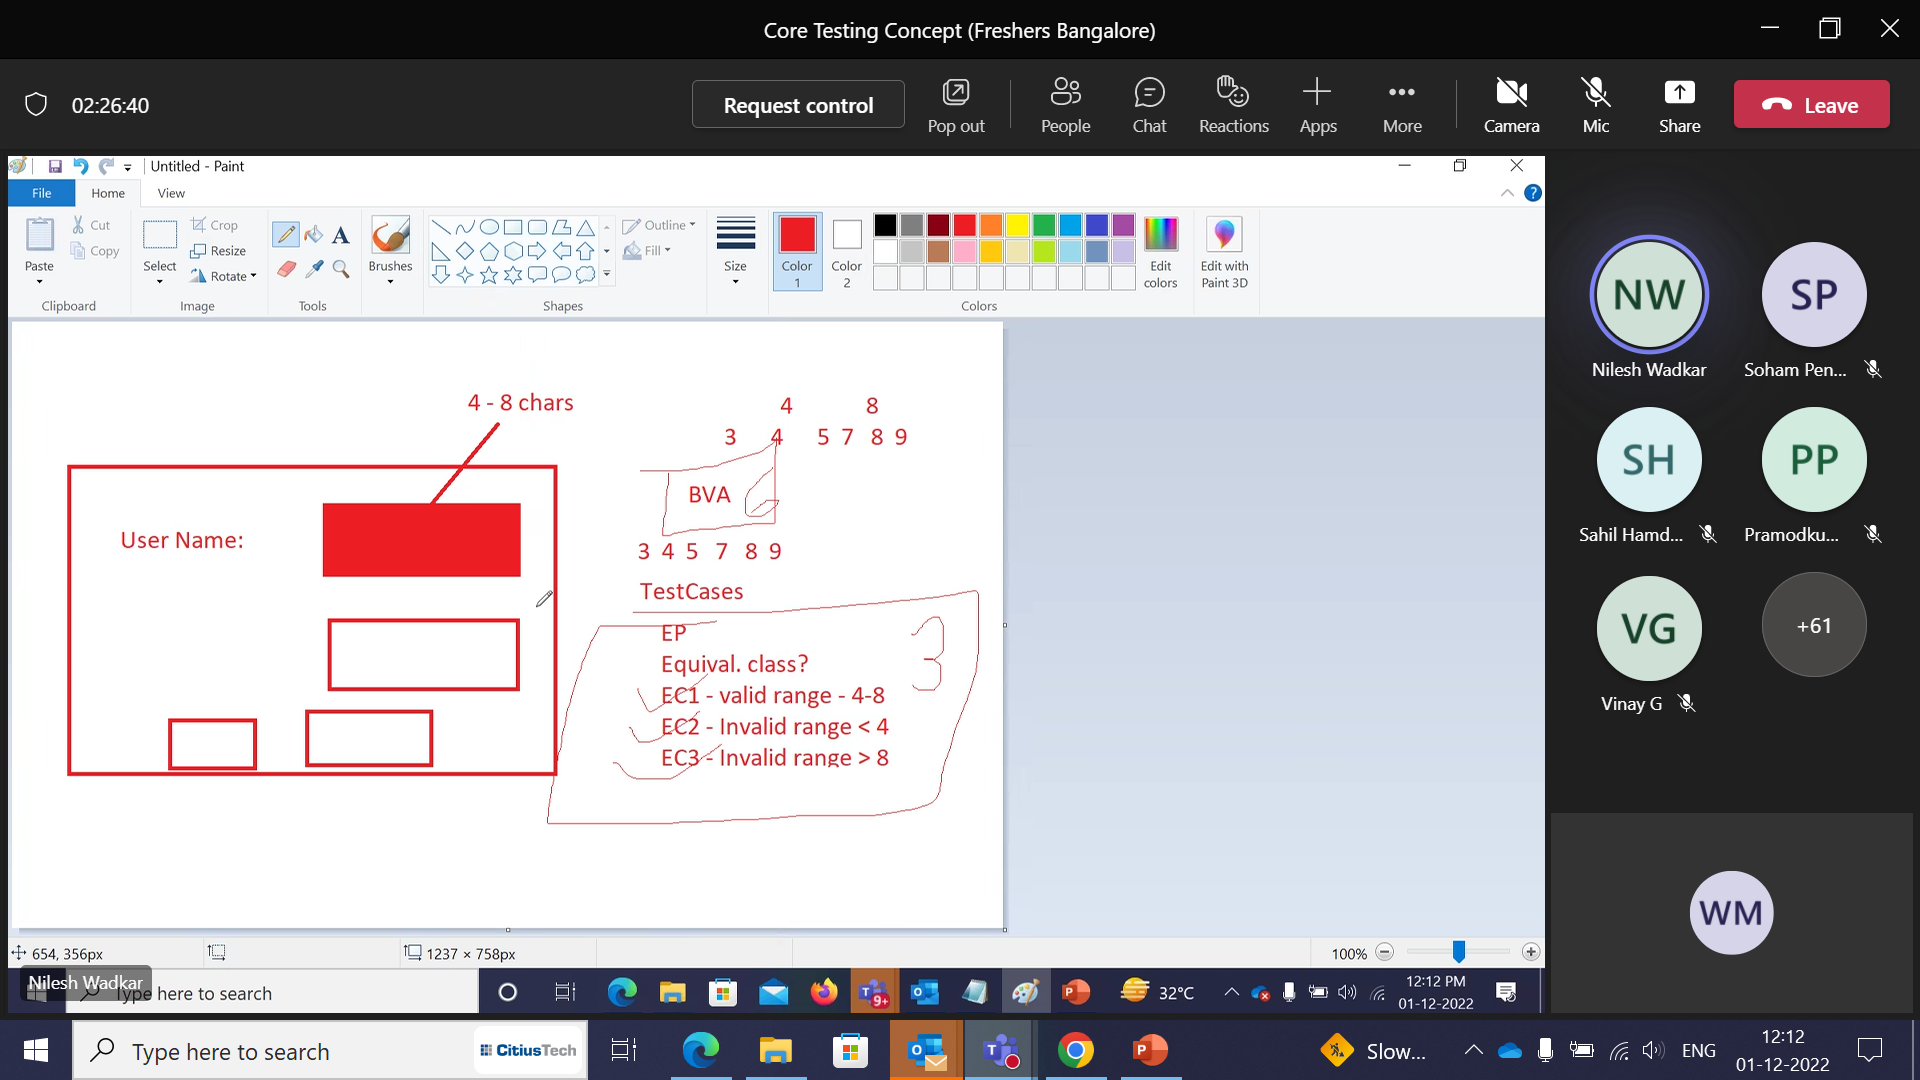 Core Testing Concept (Freshers Bangalore)
02:26:40
Request control
Pop out
People
Chat
Reactions
Apps
More
Camera
Mic
Share
Leave
Untitled - Paint
File
Home
View
Paste
Cut
Copy
Clipboard
Select
Crop
Resize
Rotate
Image
A
Tools
Brushes
Shapes
Outline
Fill
Size
Color 1
Color 2
Edit colors
Colors
Edit with Paint 3D
4 - 8 chars
User Name:
4 8
3 4 5 7 8 9
BVA
3 4 5 7 8 9
TestCases
EP
Equival. class?
EC1 - valid range - 4-8
EC2 - Invalid range < 4
EC3 - Invalid range > 8
3
654, 356px
1237 × 758px
100%
Nilesh Wadkar
Type here to search
9+
32°C
12:12 PM
01-12-2022
NW
Nilesh Wadkar
SP
Soham Pen...
SH
Sahil Hamd...
PP
Pramodku...
VG
Vinay G
+61
WM
Type here to search
CitiusTech
Slow...
ENG
12:12
01-12-2022